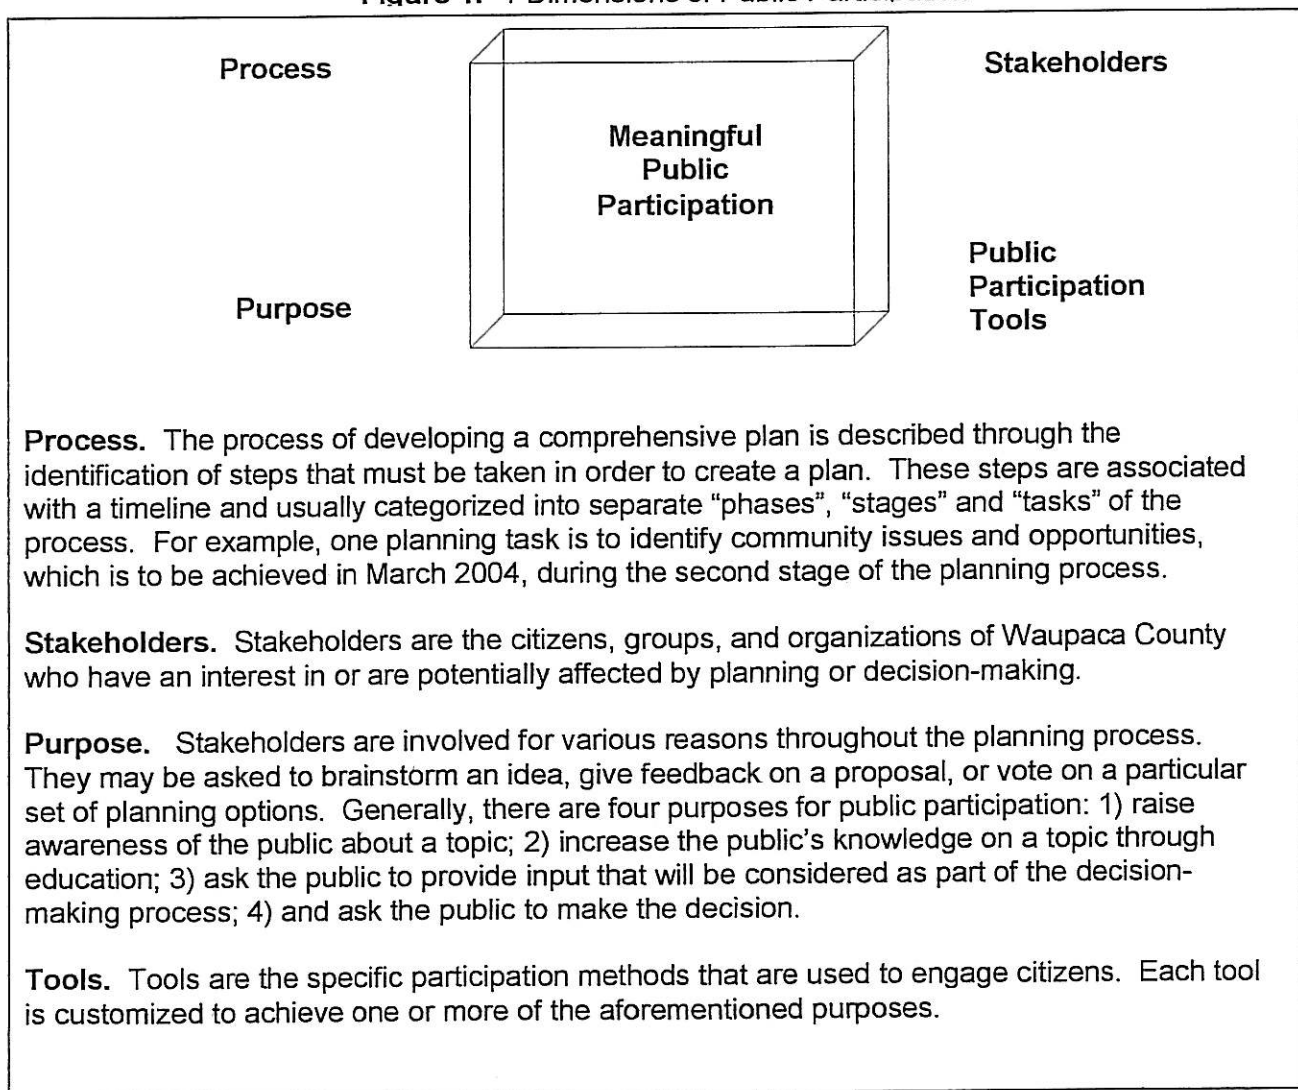 Process
Stakeholders
Meaningful
Public
Participation
Public
Participation
Tools
Purpose
Process. The process of developing a comprehensive plan is described through the
identification of steps that must be taken in order to create a plan. These steps are associated
with a timeline and usually categorized into separate “phases”, “stages” and “tasks” of the
process. For example, one planning task is to identify community issues and opportunities,
which is to be achieved in March 2004, during the second stage of the planning process.
Stakeholders. Stakeholders are the citizens, groups, and organizations of Waupaca County
who have an interest in or are potentially affected by planning or decision-making.
Purpose. Stakeholders are involved for various reasons throughout the planning process.
They may be asked to brainstorm an idea, give feedback on a proposal, or vote on a particular
set of planning options. Generally, there are four purposes for public participation: 1) raise
awareness of the public about a topic; 2) increase the public's knowledge on a topic through
education; 3) ask the public to provide input that will be considered as part of the decision-
making process; 4) and ask the public to make the decision.
Tools. Tools are the specific participation methods that are used to engage citizens. Each tool
is customized to achieve one or more of the aforementioned purposes.